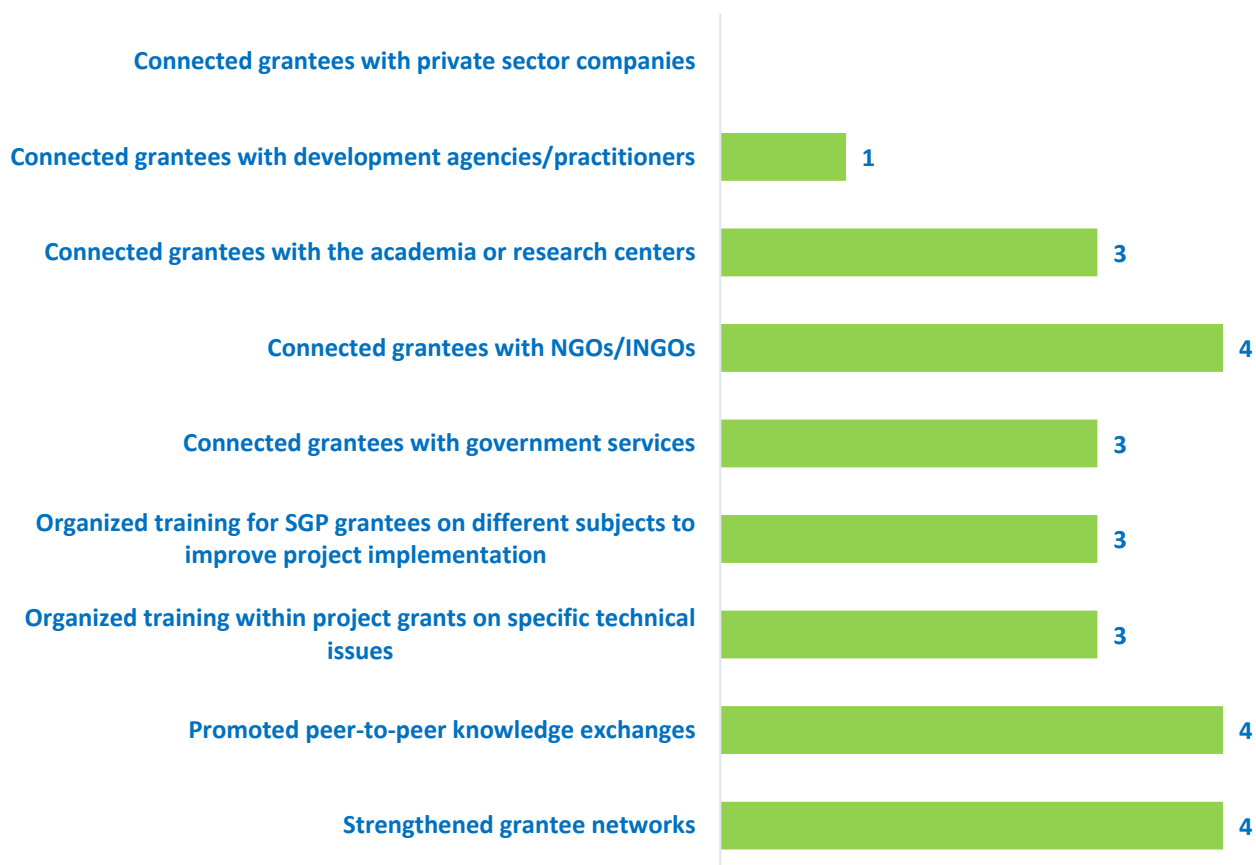 Connected grantees with private sector companies
Connected grantees with development agencies/practitioners
1
Connected grantees with the academia or research centers
3
Connected grantees with NGOs/INGOs
4
Connected grantees with government services
3
Organized training for SGP grantees on different subjects to
improve project implementation
3
Organized training within project grants on specific technical
issues
3
Promoted peer-to-peer knowledge exchanges
4
Strengthened grantee networks
4